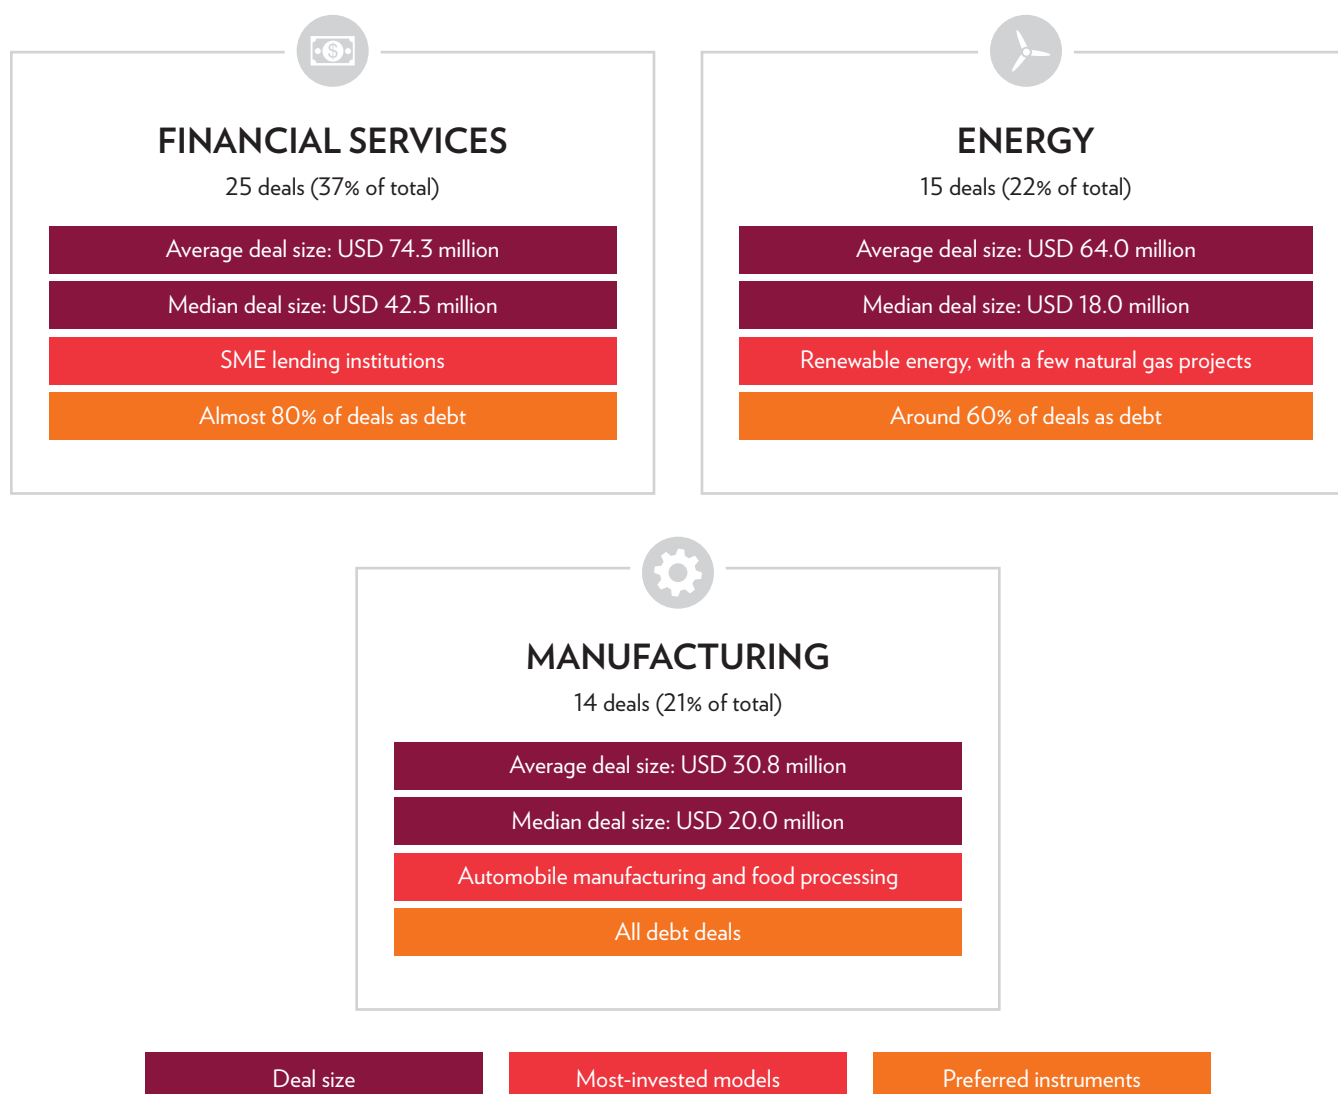 FINANCIAL SERVICES
25 deals (37% of total)
Average deal size: USD 74.3 million
Median deal size: USD 42.5 million
SME lending institutions
Almost 80% of deals as debt
ENERGY
15 deals (22% of total)
Average deal size: USD 64.0 million
Median deal size: USD 18.0 million
Renewable energy, with a few natural gas projects
Around 60% of deals as debt
MANUFACTURING
14 deals (21% of total)
Average deal size: USD 30.8 million
Median deal size: USD 20.0 million
Automobile manufacturing and food processing
All debt deals
Deal size
Most-invested models
Preferred instruments